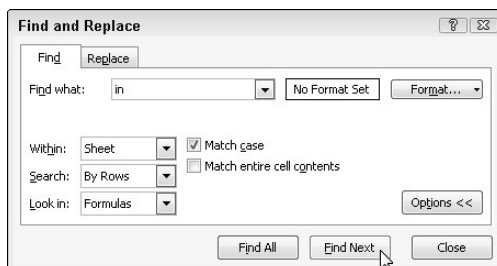 Find and Replace
Find Replace
Find what: in No Format Set Format...
Within: Sheet Match case
Match entire cell contents
Search: By Rows
Look in: Formulas Options <<
Find All Find Next Close